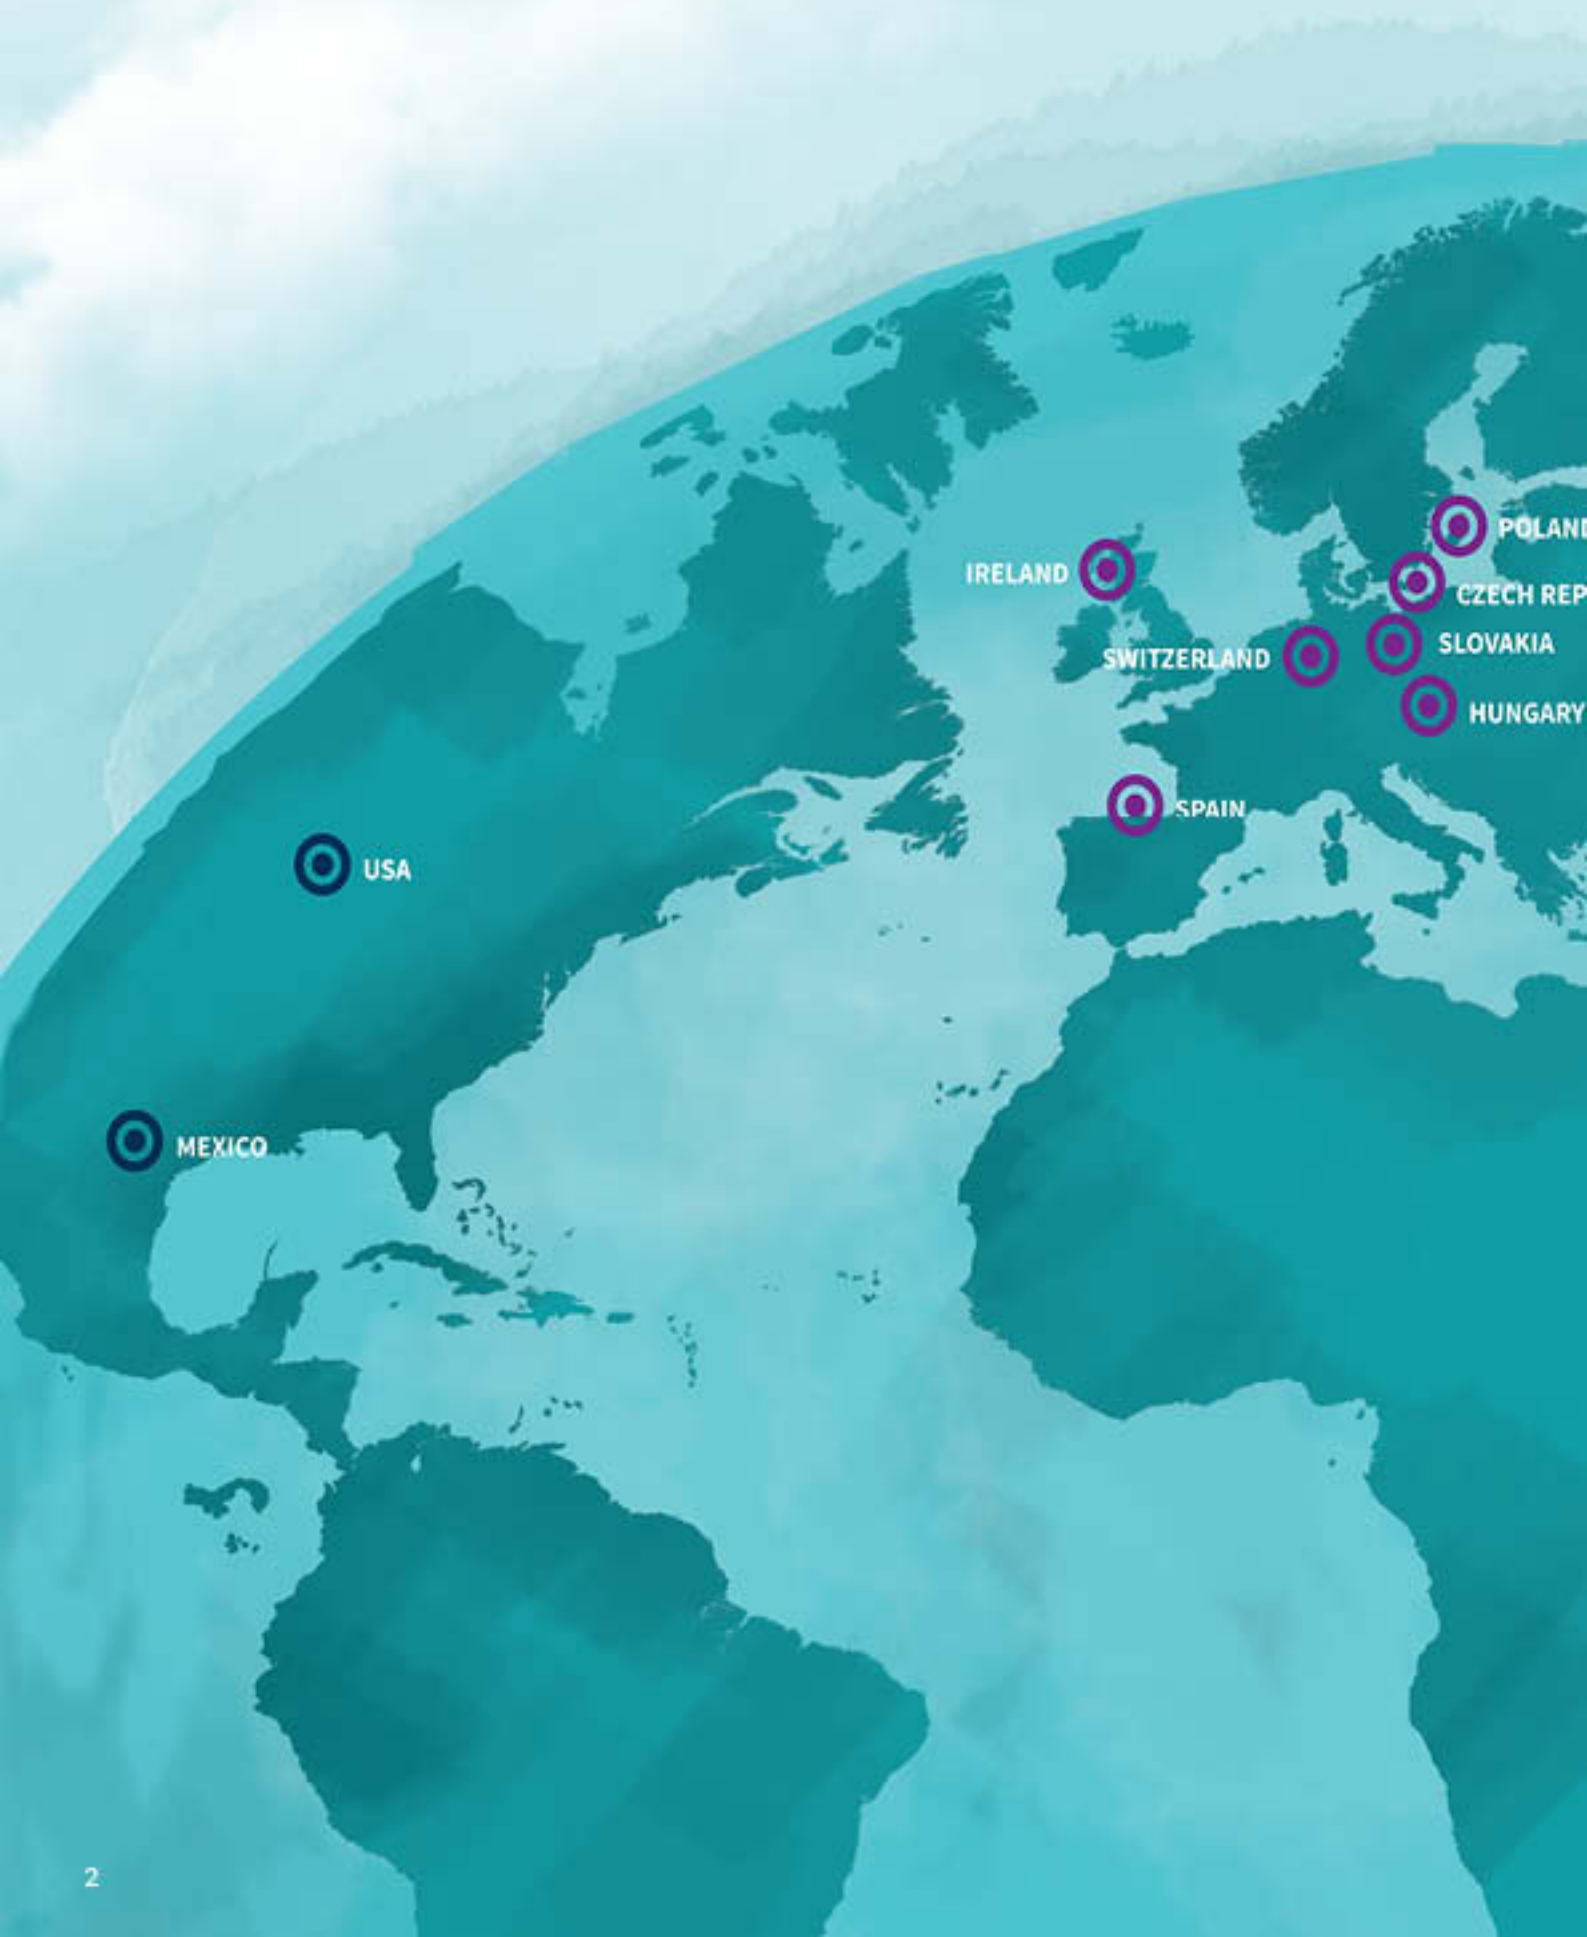 POLAND
IRELAND
CZECH REP
SWITZERLAND
SLOVAKIA
HUNGARY
SPAIN
USA
MEXICO
2